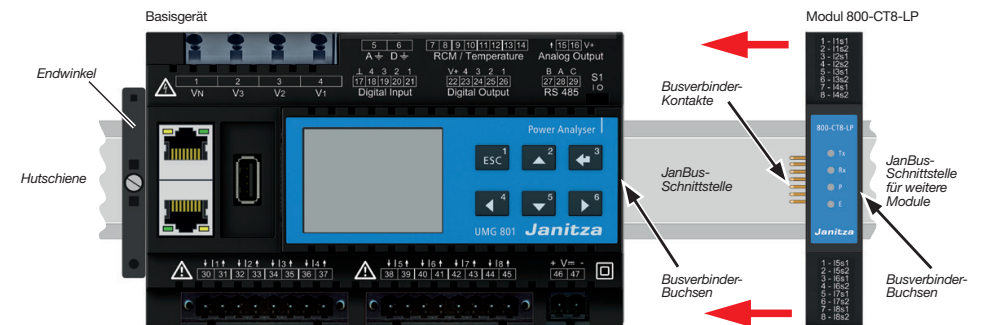 Basisgerät
Modul 800-CT8-LP
Endwinkel
Hutschiene
5 6
A ⏚ D ⏚
7 8 9 10 11 12 13 14
RCM / Temperature
↑ 15 16 V+
Analog Output
1 2 3 4
VN V3 V2 V1
⊥ 4 3 2 1
17 18 19 20 21
Digital Input
V+ 4 3 2 1
22 23 24 25 26
Digital Output
B A C
27 28 29
RS 485
S1
I O
Power Analyser
ESC 1
2
3
4
5
6
UMG 801 Janitza
↓ I1 ↑ ↓ I2 ↑ ↓ I3 ↑ ↓ I4 ↑
30 31 32 33 34 35 36 37
↓ I5 ↑ ↓ I6 ↑ ↓ I7 ↑ ↓ I8 ↑
38 39 40 41 42 43 44 45
+ V⎓ -
46 47
Busverbinder-
Kontakte
JanBus-
Schnittstelle
Busverbinder-
Buchsen
1 - I1s1
2 - I1s2
3 - I2s1
4 - I2s2
5 - I3s1
6 - I3s2
7 - I4s1
8 - I4s2
800-CT8-LP
Tx
Rx
P
E
Janitza
1 - I5s1
2 - I5s2
3 - I6s1
4 - I6s2
5 - I7s1
6 - I7s2
7 - I8s1
8 - I8s2
JanBus-
Schnittstelle
für weitere
Module
Busverbinder-
Buchsen